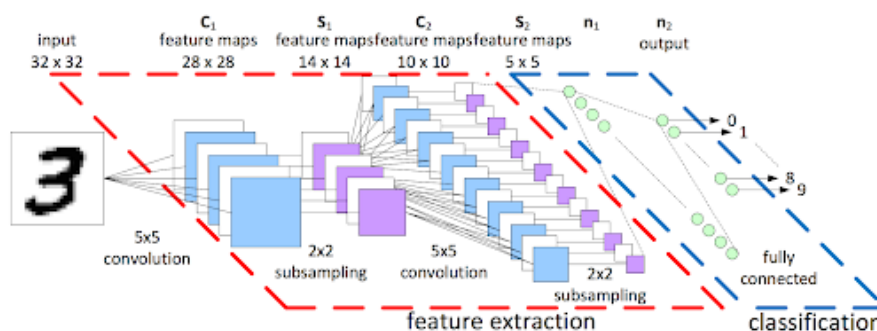 C1 S1 C2 S2 n1 n2
input feature maps feature maps feature maps feature maps output
32 x 32 28 x 28 14 x 14 10 x 10 5 x 5
0
1
8
9
5x5 convolution
2x2 subsampling
5x5 convolution
2x2 subsampling
fully connected
feature extraction
classification
3